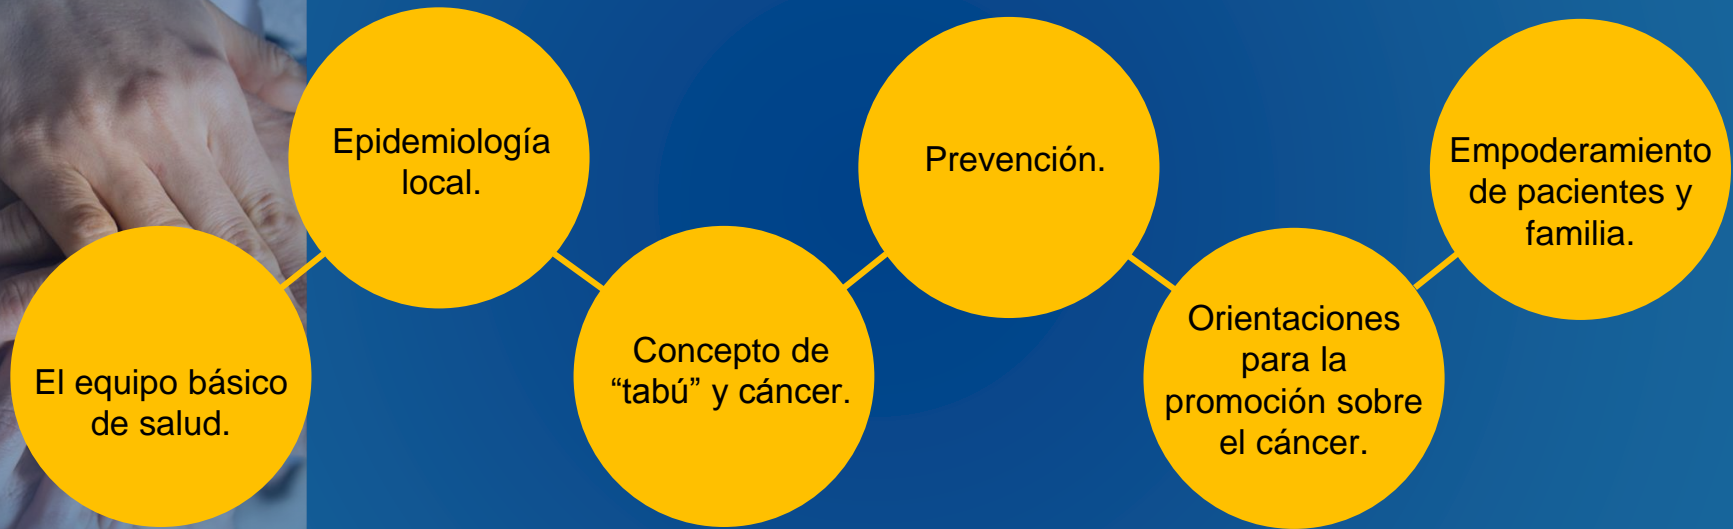 El equipo básico
de salud.
Epidemiología
local.
Concepto de
“tabú” y cáncer.
Prevención.
Orientaciones
para la
promoción sobre
el cáncer.
Empoderamiento
de pacientes y
familia.